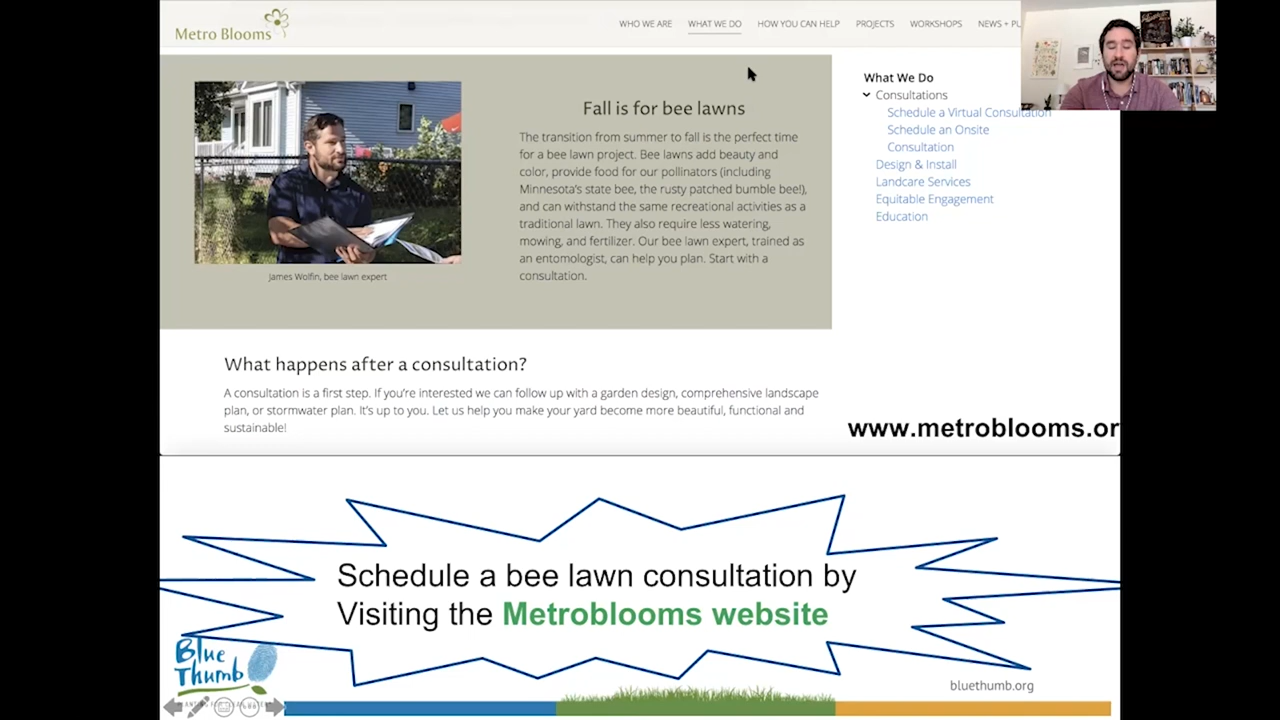 Metro Blooms
WHO WE ARE
WHAT WE DO
HOW YOU CAN HELP
PROJECTS
WORKSHOPS
NEWS + PU
Fall is for bee lawns
The transition from summer to fall is the perfect time
for a bee lawn project. Bee lawns add beauty and
color, provide food for our pollinators (including
Minnesota's state bee, the rusty patched bumble bee!),
and can withstand the same recreational activities as a
traditional lawn. They also require less watering,
mowing, and fertilizer. Our bee lawn expert, trained as
an entomologist, can help you plan. Start with a
consultation.
James Wolfin, bee lawn expert
What We Do
Consultations
Schedule a Virtual Consultation
Schedule an Onsite
Consultation
Design & Install
Landcare Services
Equitable Engagement
Education
What happens after a consultation?
A consultation is a first step. If you're interested we can follow up with a garden design, comprehensive landscape
plan, or stormwater plan. It's up to you. Let us help you make your yard become more beautiful, functional and
sustainable!
www.metroblooms.or
Schedule a bee lawn consultation by
Visiting the Metroblooms website
Blue
Thumb
bluethumb.org